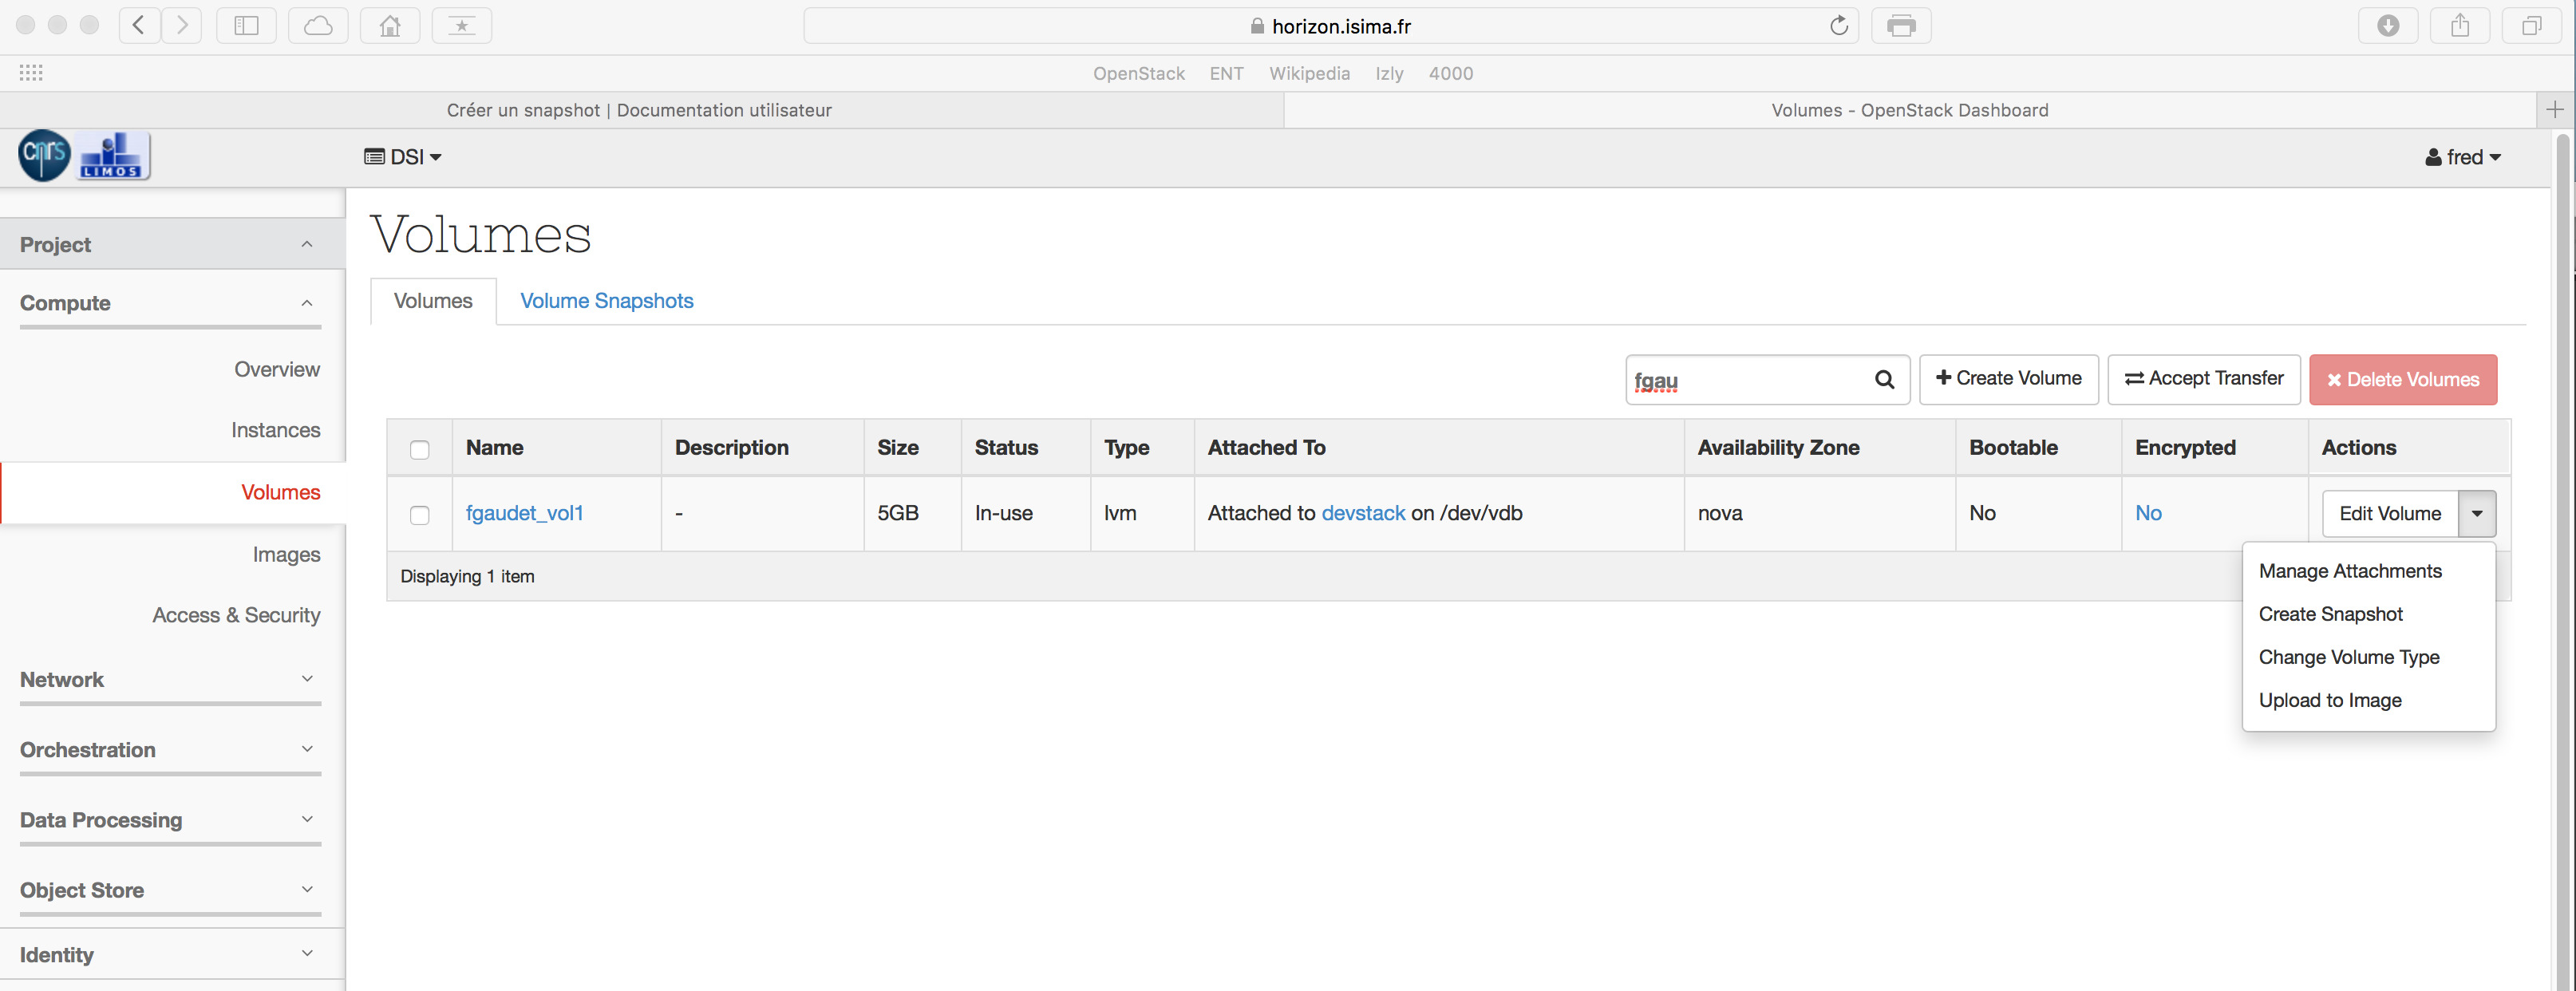 horizon.isima.fr
OpenStack ENT Wikipedia Izly 4000
Créer un snapshot | Documentation utilisateur
Volumes - OpenStack Dashboard
cnrs LIMOS
DSI
fred
Project
Compute
Overview
Instances
Volumes
Images
Access & Security
Network
Orchestration
Data Processing
Object Store
Identity
Volumes
Volumes Volume Snapshots
fgau Create Volume Accept Transfer Delete Volumes
Name Description Size Status Type Attached To Availability Zone Bootable Encrypted Actions
fgaudet_vol1 - 5GB In-use lvm Attached to devstack on /dev/vdb nova No No Edit Volume
Displaying 1 item
Manage Attachments
Create Snapshot
Change Volume Type
Upload to Image